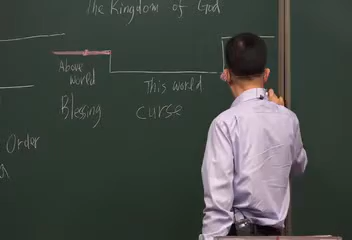 The Kingdom of God
Above
world
This world
Blessing
curse
Order